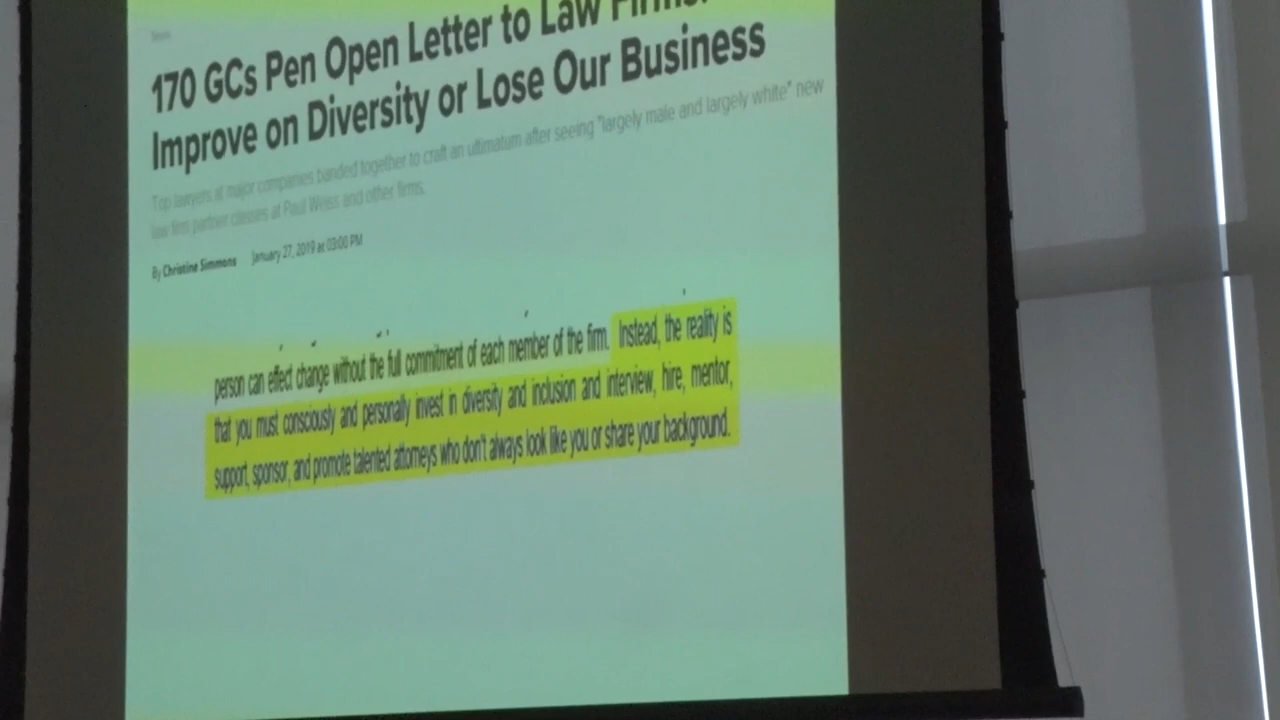 News
170 GCs Pen Open Letter to Law Firms:
Improve on Diversity or Lose Our Business
Top lawyers at major companies banded together to craft an ultimatum after seeing "largely male and largely white" new
law firm partner classes at Paul Weiss and other firms.
By Christine Simmons January 27, 2019 at 03:00 PM
person can effect change without the full commitment of each member of the firm. Instead, the reality is
that you must consciously and personally invest in diversity and inclusion and interview, hire, mentor,
support, sponsor, and promote talented attorneys who don't always look like you or share your background.